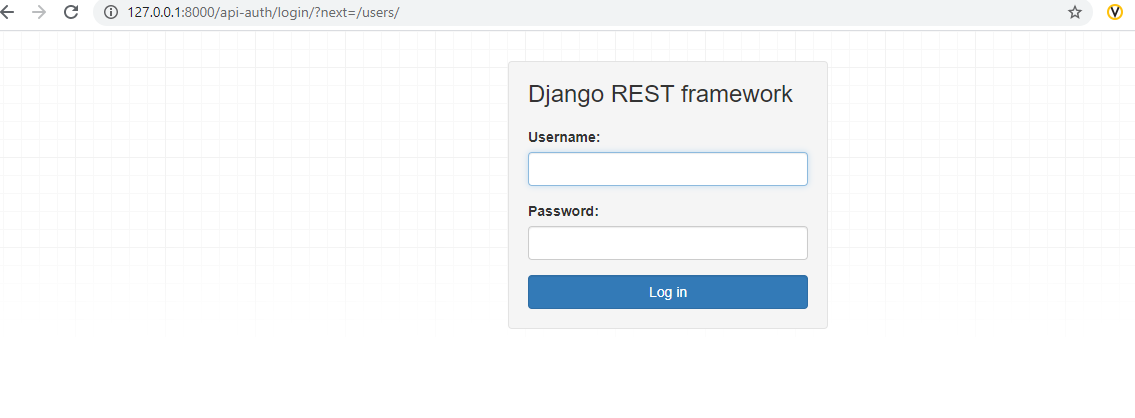 127.0.0.1:8000/api-auth/login/?next=/users/
V
Django REST framework
Username:
Password:
Log in